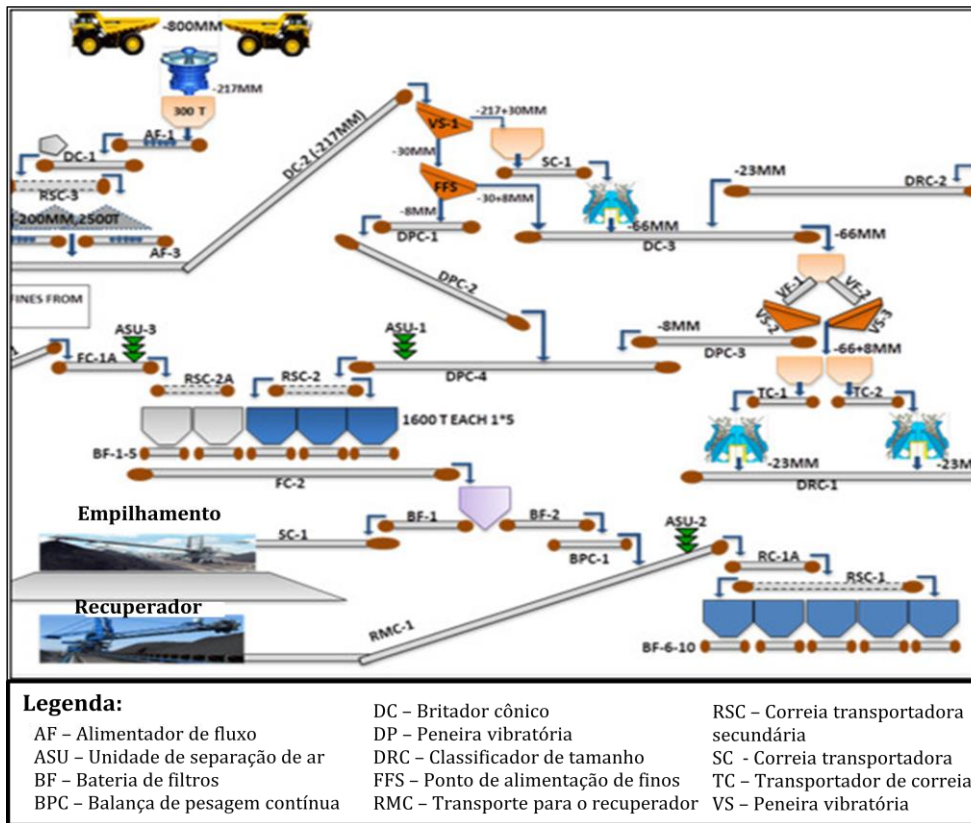 -800MM
-217MM
300 T
AF-1
DC-1
RSC-3
-200MM,2500T
AF-3
DC-2 (-217MM)
VS-1
-217+30MM
-30MM
SC-1
FFS
-30+8MM
-8MM
DPC-1
DPC-2
-66MM
DC-3
-23MM
DRC-2
-66MM
VF-1
VF-2
VS-2
VS-3
-8MM
DPC-3
-66+8MM
TC-1
TC-2
-23MM
-23M
DRC-1
FINES FROM
ASU-3
FC-1A
RSC-2A
RSC-2
ASU-1
DPC-4
1600 T EACH 1*5
BF-1-5
FC-2
Empilhamento
SC-1
BF-1
BF-2
BPC-1
ASU-2
RC-1A
RSC-1
BF-6-10
Recuperador
RMC-1
Legenda:
AF – Alimentador de fluxo
ASU – Unidade de separação de ar
BF – Bateria de filtros
BPC – Balança de pesagem contínua
DC – Britador cônico
DP – Peneira vibratória
DRC – Classificador de tamanho
FFS – Ponto de alimentação de finos
RMC – Transporte para o recuperador
RSC – Correia transportadora
secundária
SC - Correia transportadora
TC – Transportador de correia
VS – Peneira vibratória